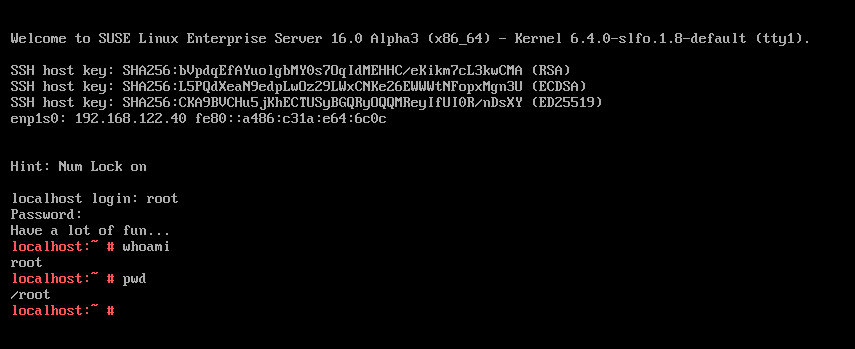 Welcome to SUSE Linux Enterprise Server 16.0 Alpha3 (x86_64) - Kernel 6.4.0-slfo.1.8-default (tty1).
SSH host key: SHA256:bVpdqEfAYuolgbMY0s7OqIdMEHHC/eKikm7cL3kwCMA (RSA)
SSH host key: SHA256:L5PQdXeaN9edpLwOz29LWxCNKe26EWWWtNFopxMgn3U (ECDSA)
SSH host key: SHA256:CKA9BVCHu5jKhECTUSyBGQRyOQQMReyIfUI0R/nDsXY (ED25519)
enp1s0: 192.168.122.40 fe80::a486:c31a:e64:6c0c
Hint: Num Lock on
localhost login: root
Password:
Have a lot of fun...
localhost:~ # whoami
root
localhost:~ # pwd
/root
localhost:~ #